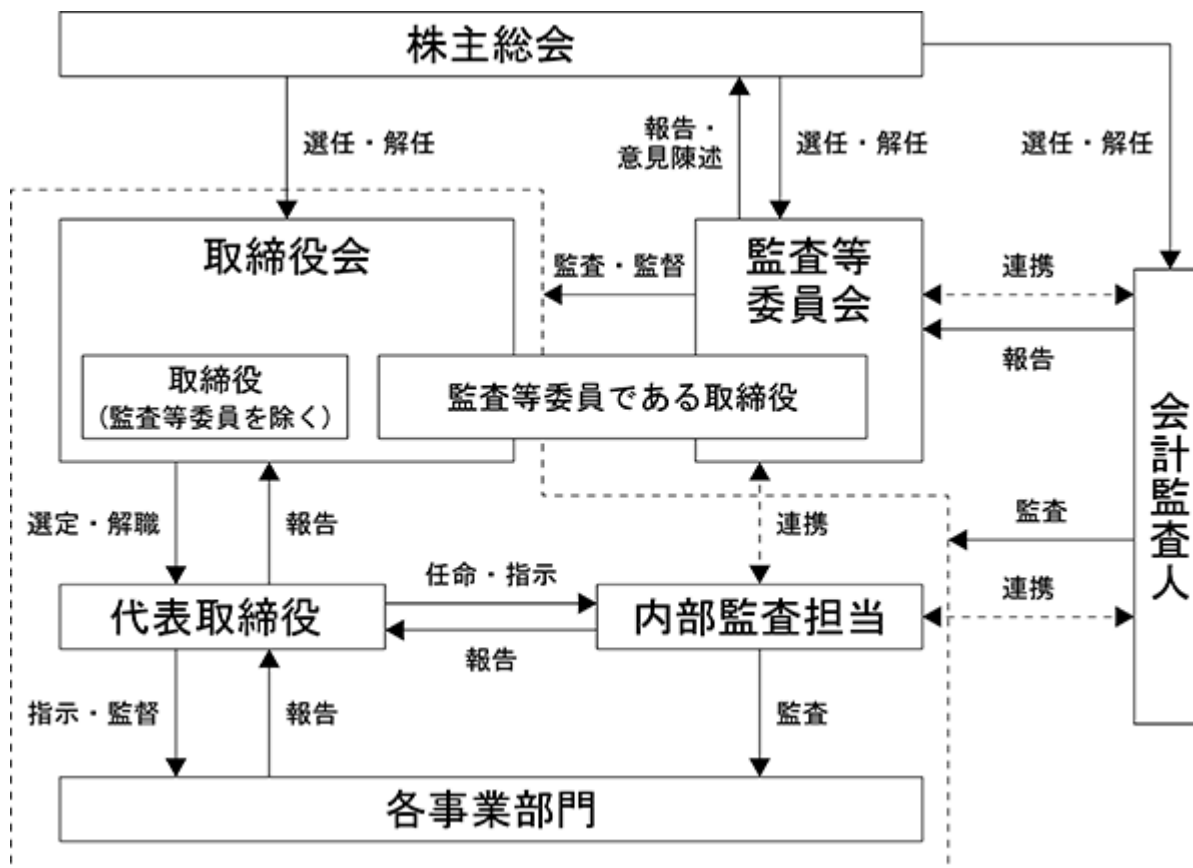 株主総会
選任・解任
報告・
意見陳述
選任・解任
選任・解任
取締役会
監査・監督
監査等
委員会
連携
報告
取締役
（監査等委員を除く）
監査等委員である取締役
会計監査人
選定・解職
報告
連携
監査
任命・指示
連携
代表取締役
内部監査担当
報告
指示・監督
報告
監査
各事業部門